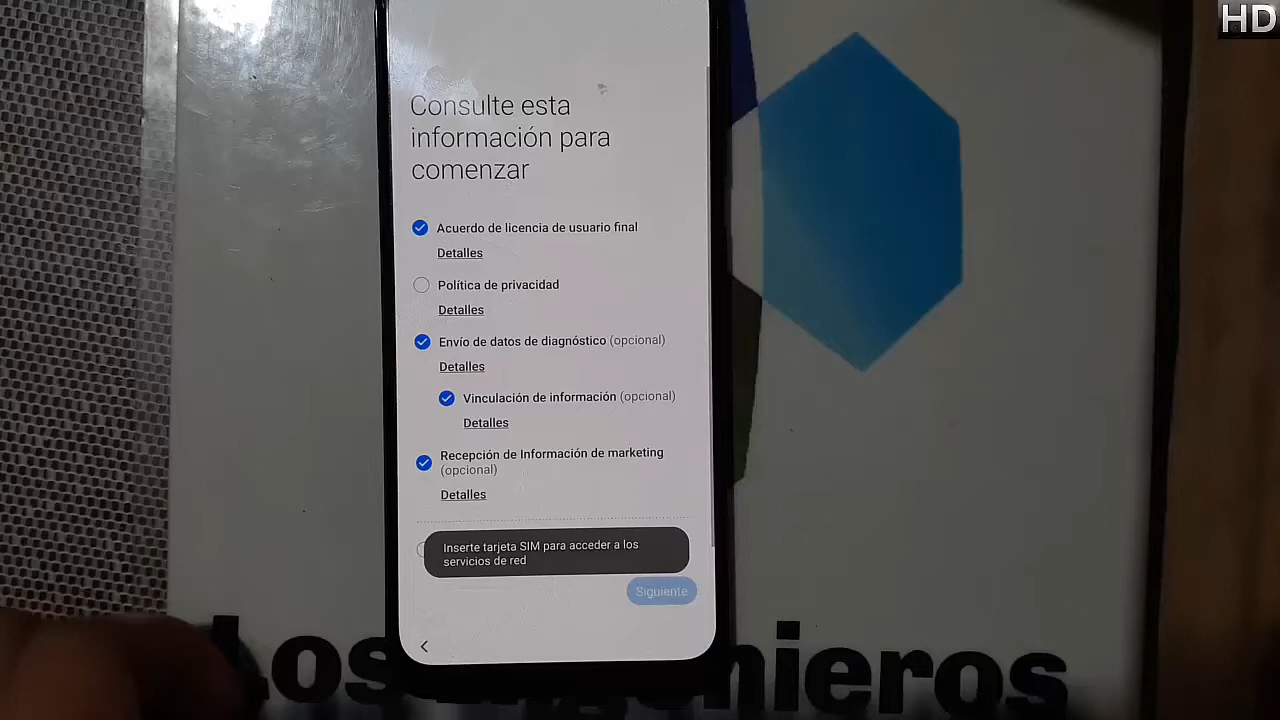 HD
Consulte esta
información para
comenzar
Acuerdo de licencia de usuario final
Detalles
Política de privacidad
Detalles
Envío de datos de diagnóstico (opcional)
Detalles
Vinculación de información (opcional)
Detalles
Recepción de Información de marketing
(opcional)
Detalles
Inserte tarjeta SIM para acceder a los
servicios de red
Siguiente
Los nieros